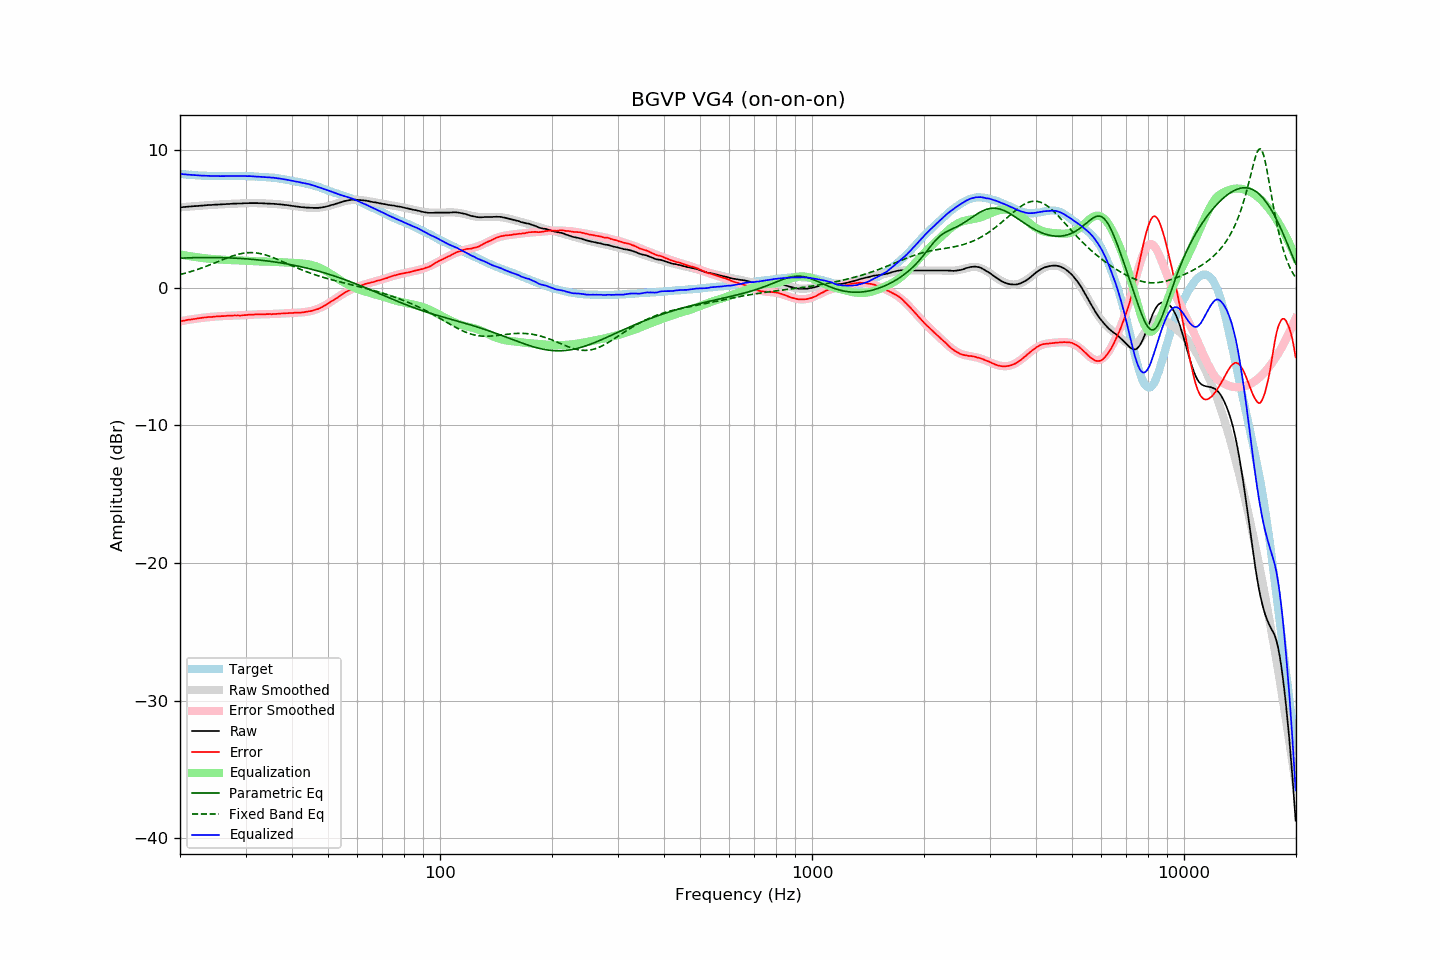 BGVP VG4 (on-on-on)
10
0
−10
−20
−30
−40
Amplitude (dBr)
Target
Raw Smoothed
Error Smoothed
Raw
Error
Equalization
Parametric Eq
Fixed Band Eq
Equalized
100
1000
10000
Frequency (Hz)